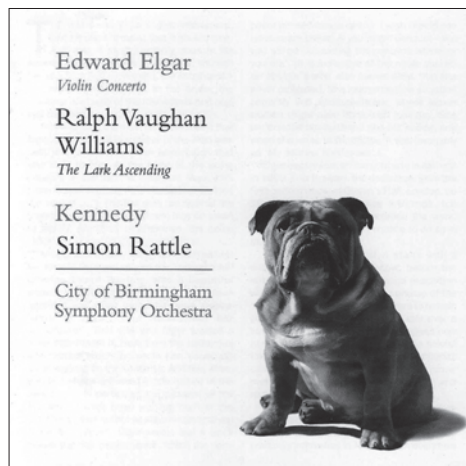 Edward Elgar
Violin Concerto
Ralph Vaughan
Williams
The Lark Ascending
Kennedy
Simon Rattle
City of Birmingham
Symphony Orchestra